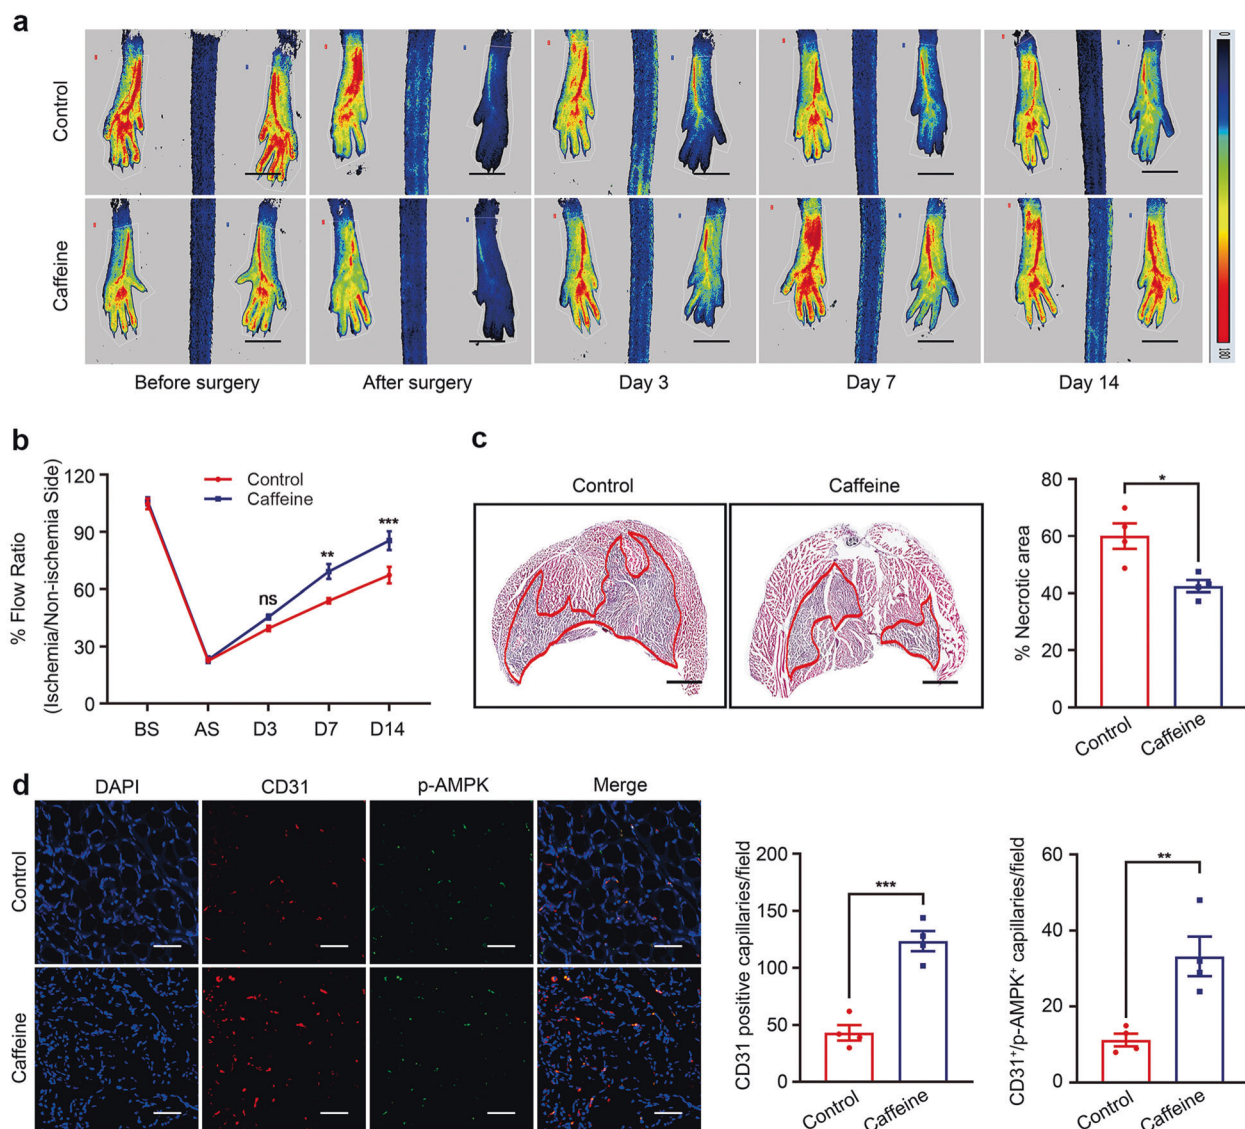 a
Control
Caffeine
0
180
Before surgery
After surgery
Day 3
Day 7
Day 14
b
% Flow Ratio
(Ischemia/Non-ischemia Side)
120
90
60
30
0
Control
Caffeine
ns
**
***
BS
AS
D3
D7
D14
c
Control
Caffeine
% Necrotic area
80
60
40
20
0
*
Control
Caffeine
d
DAPI
CD31
p-AMPK
Merge
Control
Caffeine
CD31 positive capillaries/field
200
150
100
50
0
***
Control
Caffeine
CD31⁺/p-AMPK⁺ capillaries/field
60
40
20
0
**
Control
Caffeine